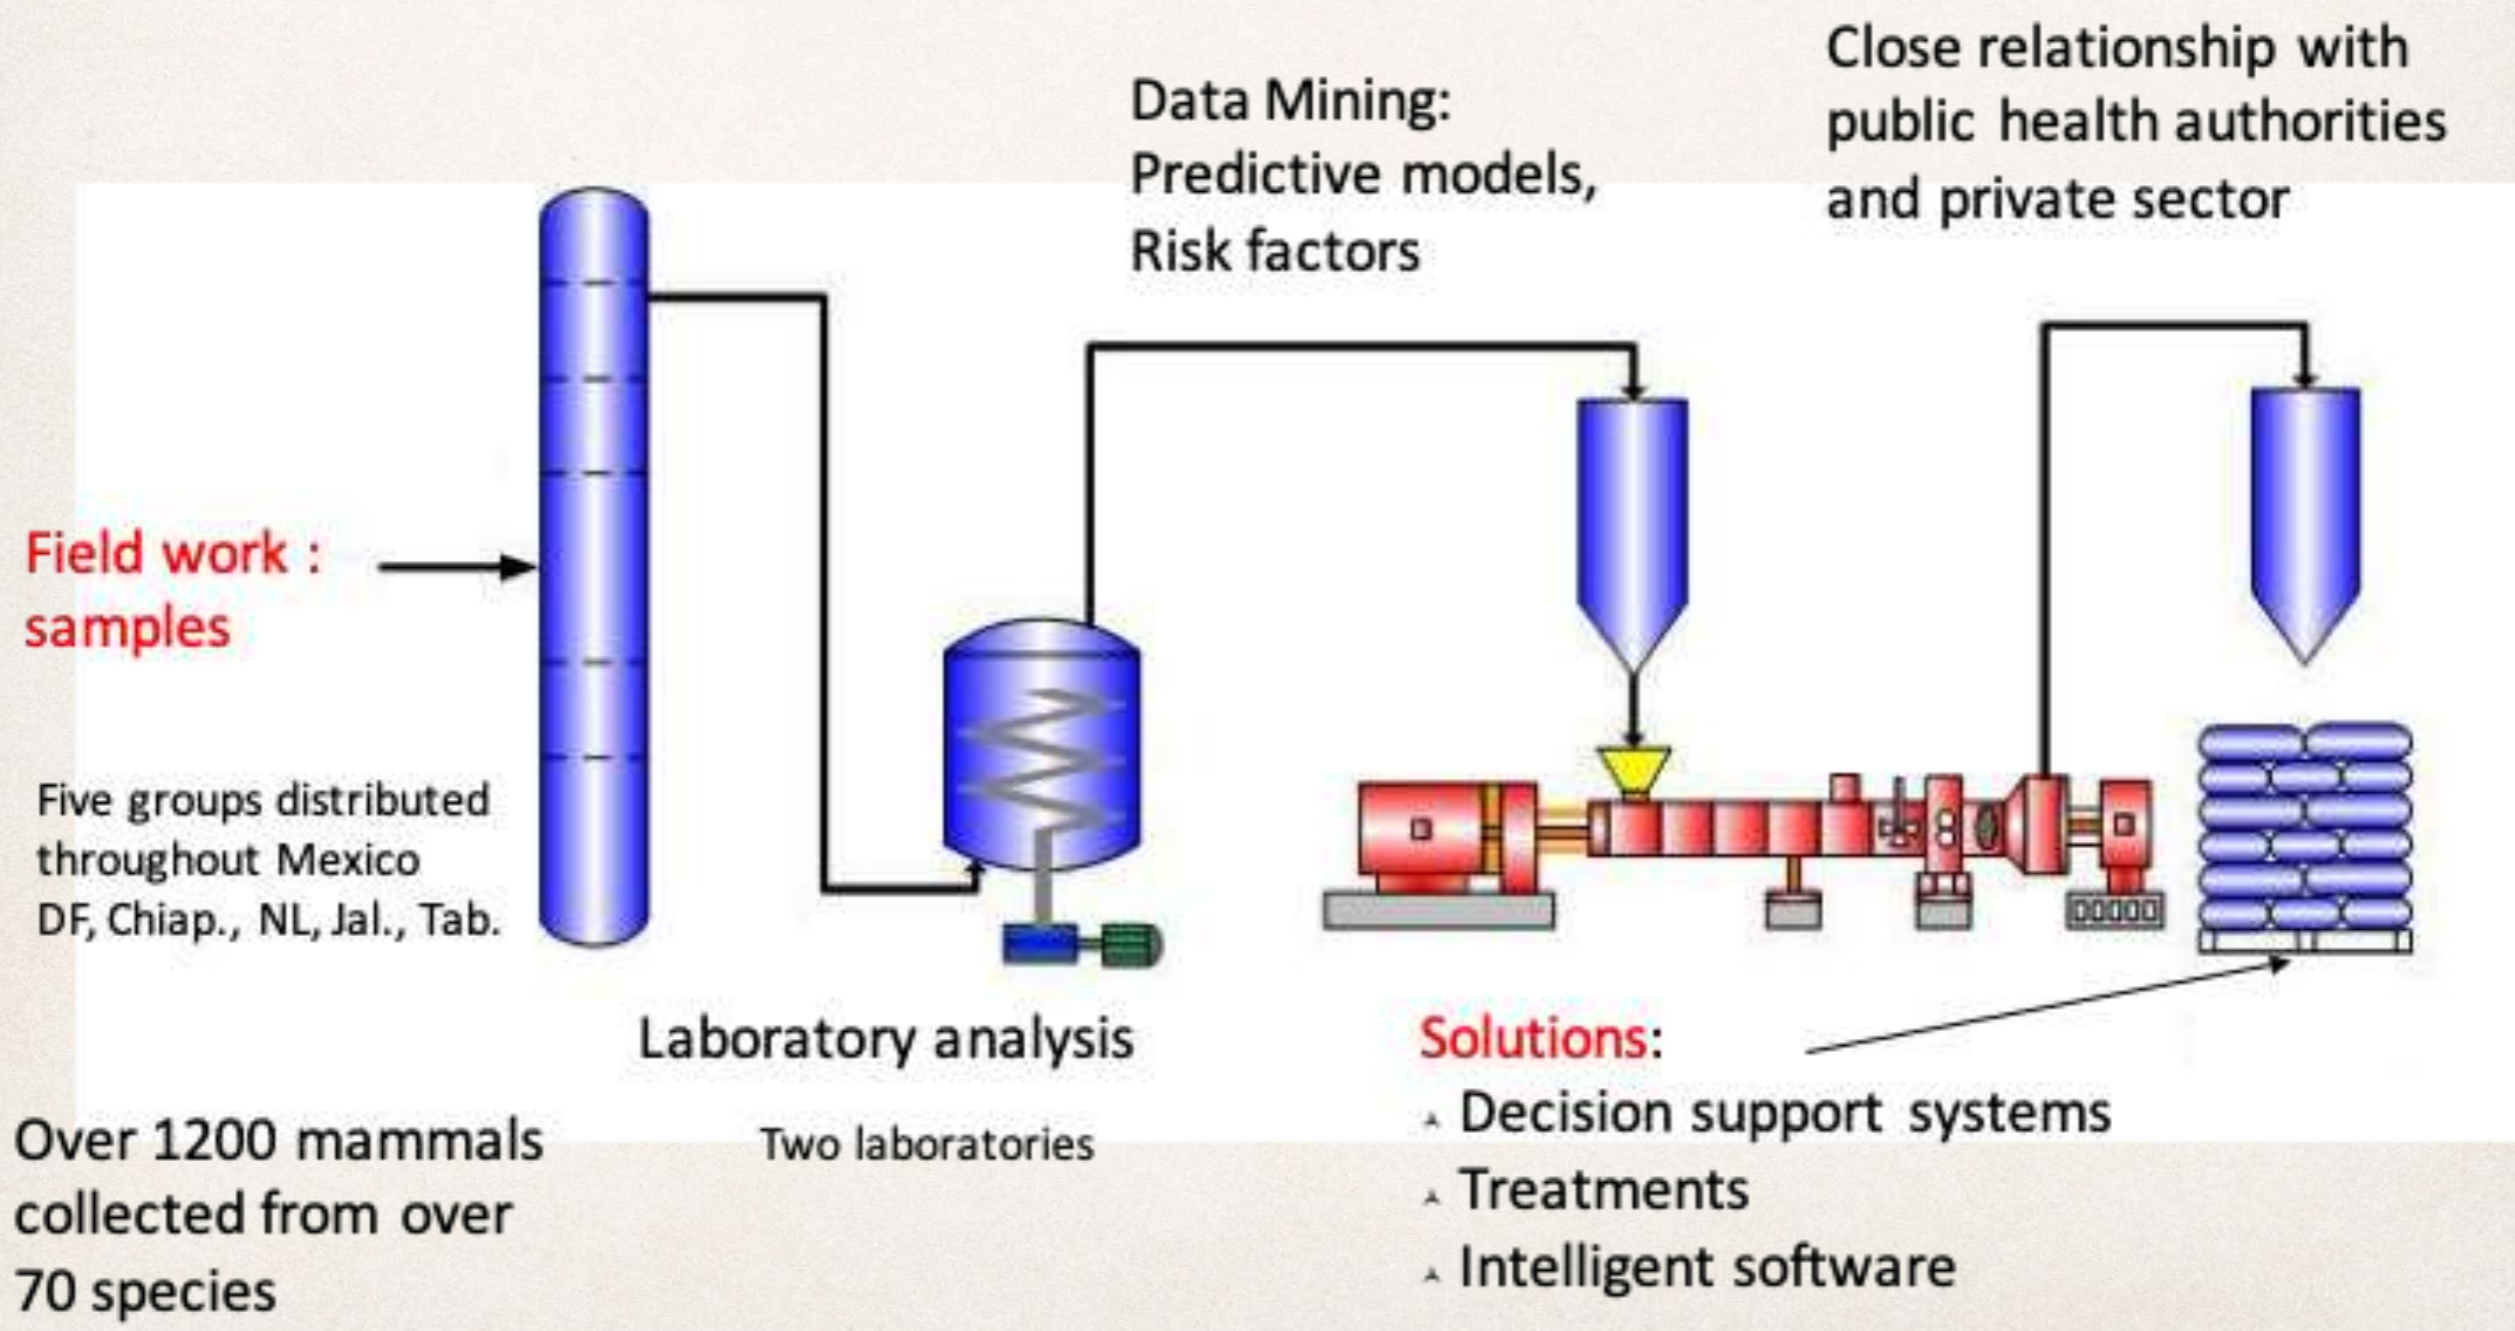 Field work :
samples
Five groups distributed
throughout Mexico
DF, Chiap., NL, Jal., Tab.
Over 1200 mammals
collected from over
70 species
Laboratory analysis
Two laboratories
Data Mining:
Predictive models,
Risk factors
Close relationship with
public health authorities
and private sector
Solutions:
Decision support systems
Treatments
Intelligent software